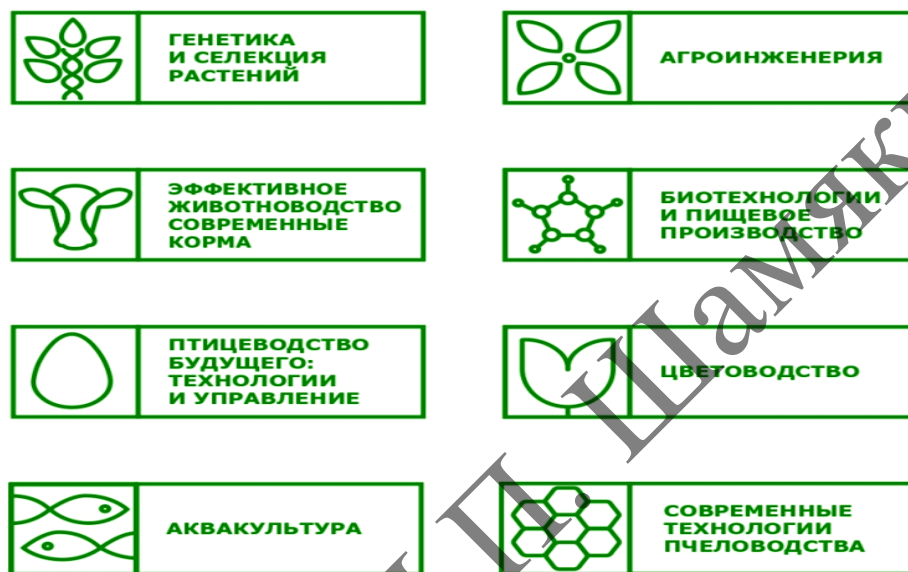 ГЕНЕТИКА
И СЕЛЕКЦИЯ
РАСТЕНИЙ
АГРОИНЖЕНЕРИЯ
ЭФФЕКТИВНОЕ
ЖИВОТНОВОДСТВО
СОВРЕМЕННЫЕ
КОРМА
БИОТЕХНОЛОГИИ
И ПИЩЕВОЕ
ПРОИЗВОДСТВО
ПТИЦЕВОДСТВО
БУДУЩЕГО:
ТЕХНОЛОГИИ
И УПРАВЛЕНИЕ
ЦВЕТОВОДСТВО
АКВАКУЛЬТУРА
СОВРЕМЕННЫЕ
ТЕХНОЛОГИИ
ПЧЕЛОВОДСТВА
П. Шамяк